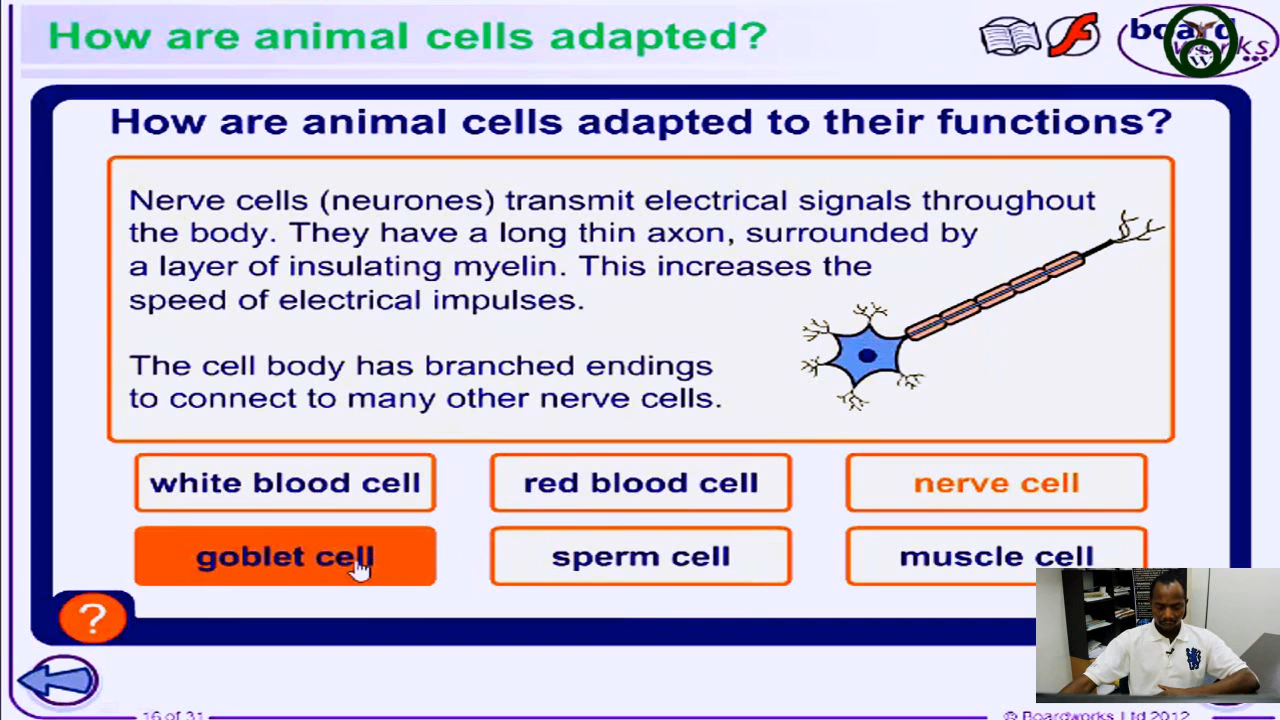 How are animal cells adapted?
board
works
W
How are animal cells adapted to their functions?
Nerve cells (neurones) transmit electrical signals throughout
the body. They have a long thin axon, surrounded by
a layer of insulating myelin. This increases the
speed of electrical impulses.
The cell body has branched endings
to connect to many other nerve cells.
white blood cell
red blood cell
nerve cell
goblet cell
sperm cell
muscle cell
?
16 of 31
© Boardworks Ltd 2012